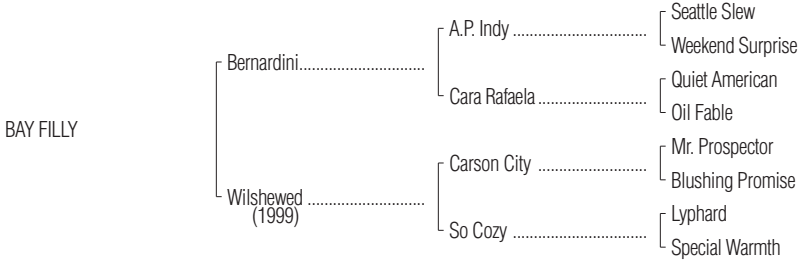 Seattle Slew
A.P. Indy ................................
Weekend Surprise
Bernardini..............................
Quiet American
Cara Rafaela ..........................
Oil Fable
BAY FILLY
Mr. Prospector
Carson City ..........................
Blushing Promise
Wilshewed ............................
(1999)
Lyphard
So Cozy ................................
Special Warmth